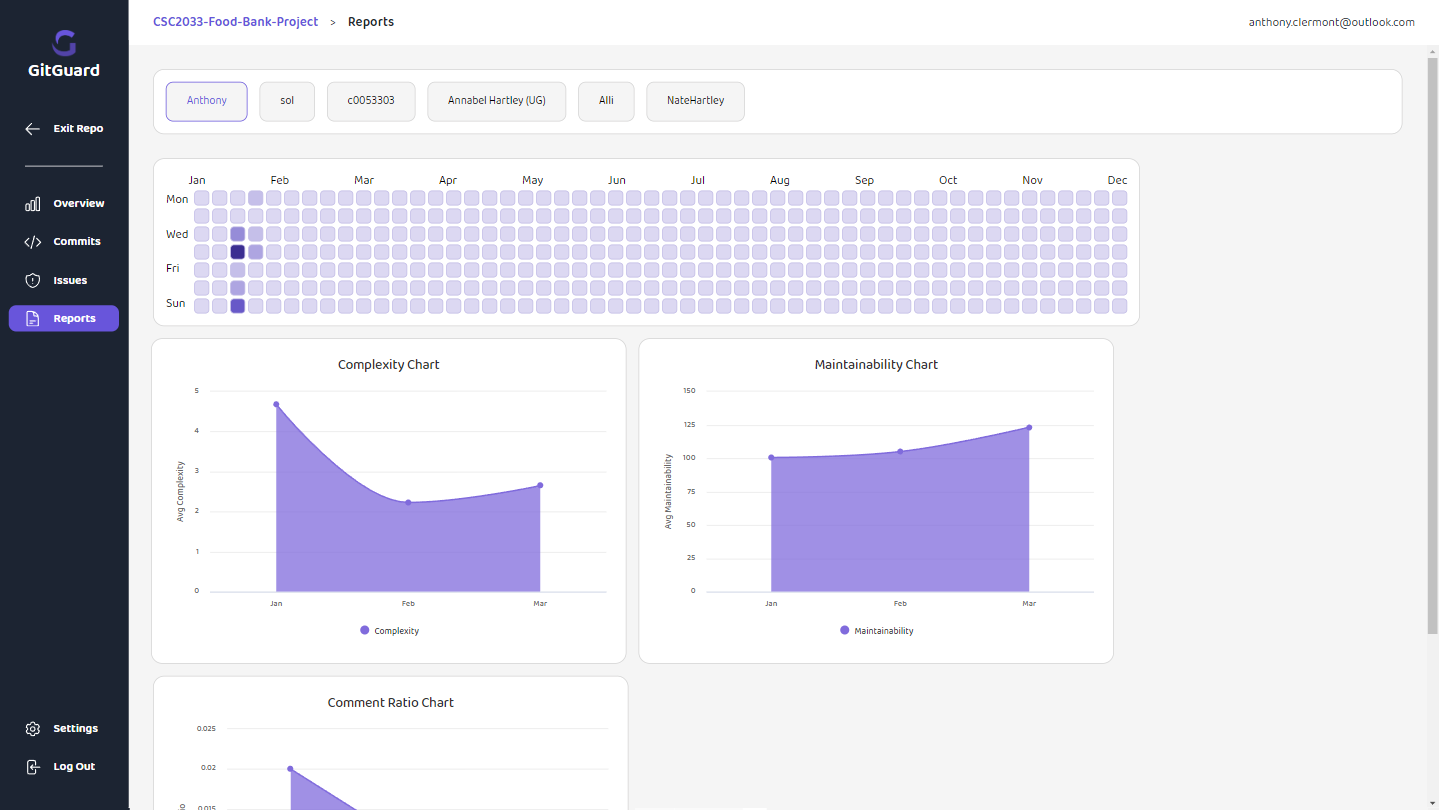 CSC2033-Food-Bank-Project > Reports
anthony.clermont@outlook.com
GitGuard
Exit Repo
Overview
Commits
Issues
Reports
Settings
Log Out
Anthony
sol
c0053303
Annabel Hartley (UG)
Alli
NateHartley
Jan Feb Mar Apr May Jun Jul Aug Sep Oct Nov Dec
Mon
Wed
Fri
Sun
Complexity Chart
5
4
3
2
1
0
Avg Complexity
Jan Feb Mar
Complexity
Maintainability Chart
150
125
100
75
50
25
0
Avg Maintainability
Jan Feb Mar
Maintainability
Comment Ratio Chart
0.025
0.02
0.015